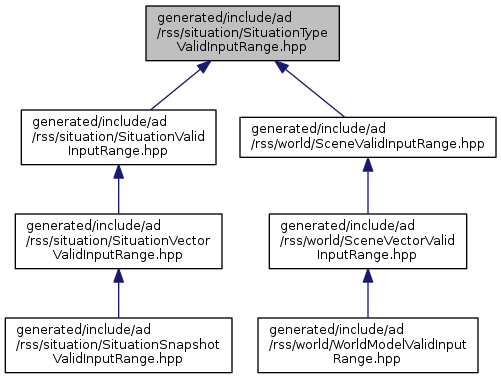 generated/include/ad
/rss/situation/SituationType
ValidInputRange.hpp
generated/include/ad
/rss/situation/SituationValid
InputRange.hpp
generated/include/ad
/rss/world/SceneValidInputRange.hpp
generated/include/ad
/rss/situation/SituationVector
ValidInputRange.hpp
generated/include/ad
/rss/world/SceneVectorValid
InputRange.hpp
generated/include/ad
/rss/situation/SituationSnapshot
ValidInputRange.hpp
generated/include/ad
/rss/world/WorldModelValidInput
Range.hpp